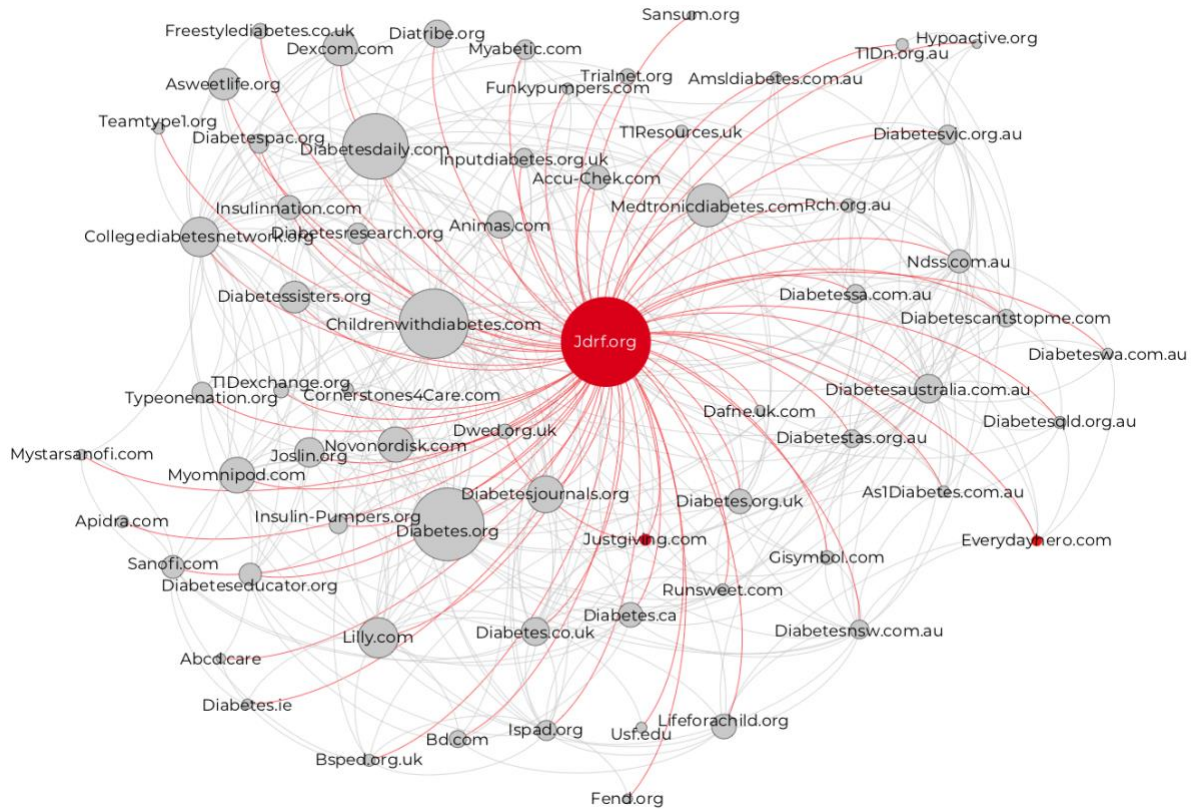 Sansum.org
Freestylediabetes.co.uk
Diatribe.org
Hypoactive.org
Dexcom.com
Myabetic.com
T1Dn.org.au
Asweetlife.org
Trialnet.org
Amsldiabetes.com.au
Funkypumpers.com
Teamtype1.org
Diabetespac.org
T1Resources.uk
Diabetesvic.org.au
Diabetesdaily.com
Inputdiabetes.org.uk
Accu-Chek.com
Insulinnation.com
Medtronicdiabetes.com
Rch.org.au
Collegediabetesnetwork.org
Diabetesresearch.org
Animas.com
Ndss.com.au
Diabetessisters.org
Diabetessa.com.au
Childrenwithdiabetes.com
Diabetescantstopme.com
Jdrf.org
Diabeteswa.com.au
T1Dexchange.org
Typeonenation.org
Cornerstones4Care.com
Diabetesaustralia.com.au
Dafne.uk.com
Diabetesqld.org.au
Dwed.org.uk
Diabetestas.org.au
Mystarsanofi.com
Joslin.org
Novonordisk.com
Myomnipod.com
Diabetesjournals.org
Diabetes.org.uk
As1Diabetes.com.au
Apidra.com
Insulin-Pumpers.org
Diabetes.org
Justgiving.com
Everydayhero.com
Sanofi.com
Gisymbol.com
Diabeteseducator.org
Runsweet.com
Diabetes.ca
Lilly.com
Diabetes.co.uk
Diabetesnsw.com.au
Abcd.care
Diabetes.ie
Lifeforachild.org
Ispad.org
Usf.edu
Bd.com
Bsped.org.uk
Fend.org